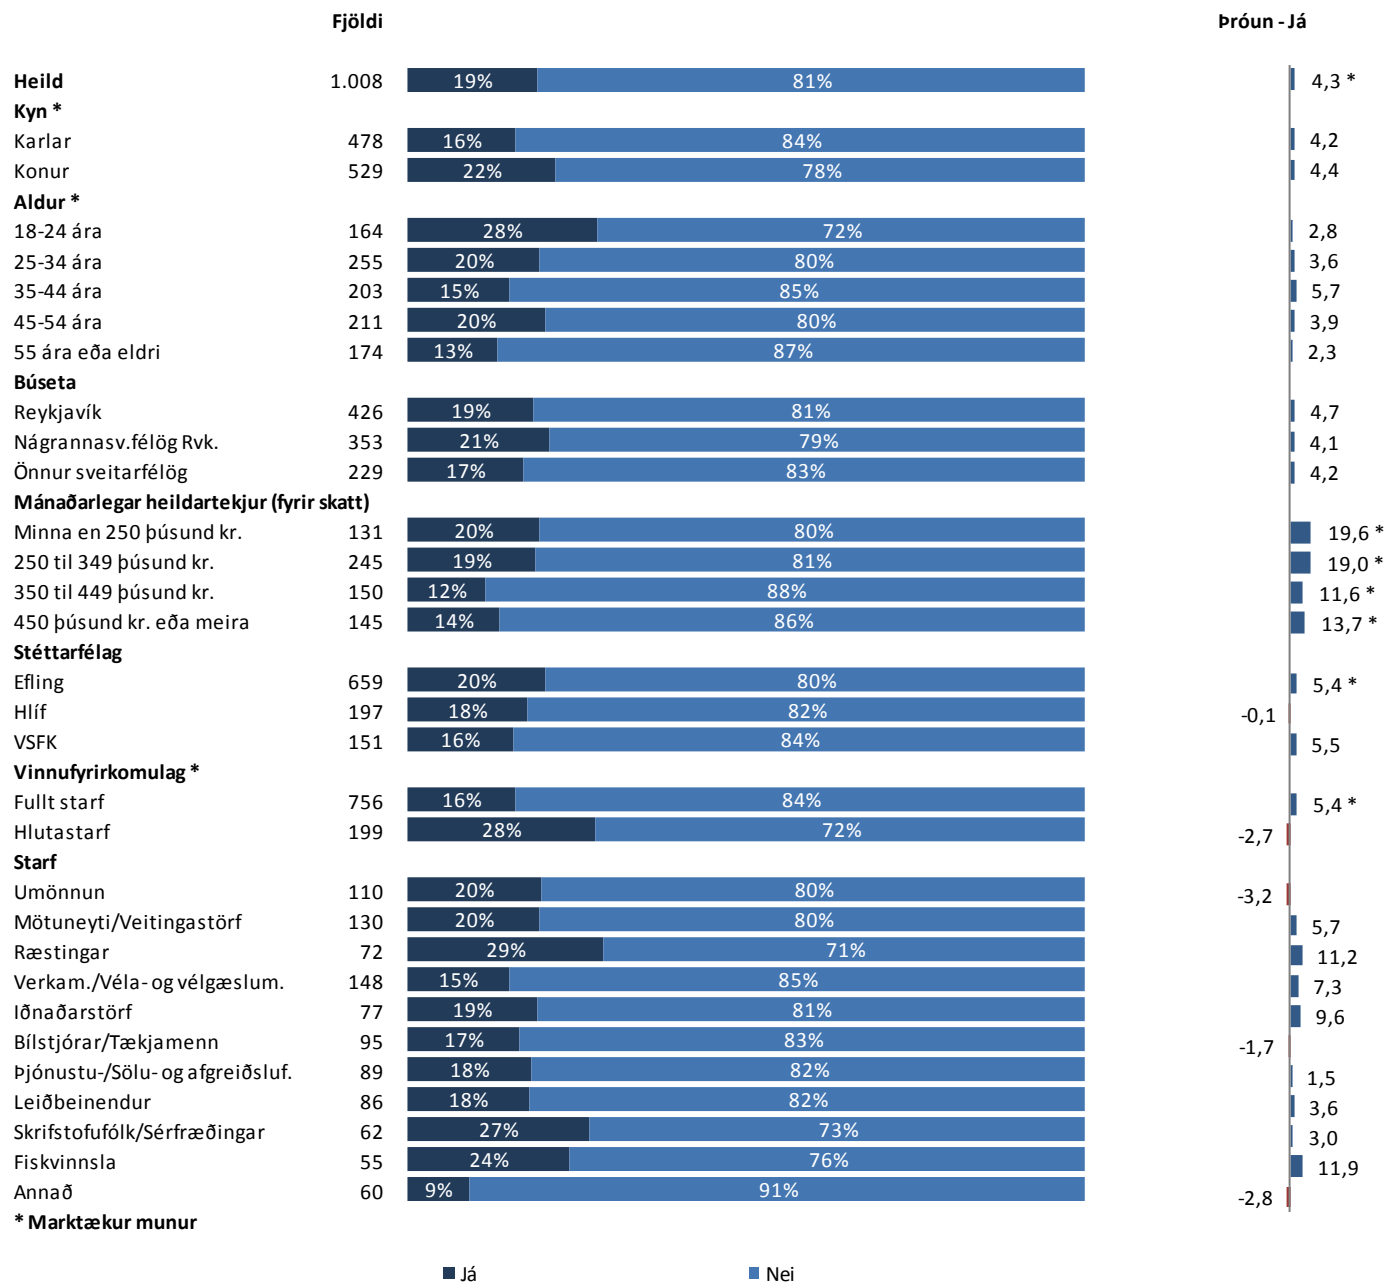 Fjöldi Þróun - Já
Heild 1.008 19% 81% 4,3 *
Kyn *
Karlar 478 16% 84% 4,2
Konur 529 22% 78% 4,4
Aldur *
18-24 ára 164 28% 72% 2,8
25-34 ára 255 20% 80% 3,6
35-44 ára 203 15% 85% 5,7
45-54 ára 211 20% 80% 3,9
55 ára eða eldri 174 13% 87% 2,3
Búseta
Reykjavík 426 19% 81% 4,7
Nágrannasv.félög Rvk. 353 21% 79% 4,1
Önnur sveitarfélög 229 17% 83% 4,2
Mánaðarlegar heildartekjur (fyrir skatt)
Minna en 250 þúsund kr. 131 20% 80% 19,6 *
250 til 349 þúsund kr. 245 19% 81% 19,0 *
350 til 449 þúsund kr. 150 12% 88% 11,6 *
450 þúsund kr. eða meira 145 14% 86% 13,7 *
Stéttarfélag
Efling 659 20% 80% 5,4 *
Hlíf 197 18% 82% -0,1
VSFK 151 16% 84% 5,5
Vinnufyrirkomulag *
Fullt starf 756 16% 84% 5,4 *
Hlutastarf 199 28% 72% -2,7
Starf
Umönnun 110 20% 80% -3,2
Mötuneyti/Veitingastörf 130 20% 80% 5,7
Ræstingar 72 29% 71% 11,2
Verkam./Véla- og vélgæslum. 148 15% 85% 7,3
Iðnaðarstörf 77 19% 81% 9,6
Bílstjórar/Tækjamenn 95 17% 83% -1,7
Þjónustu-/Sölu- og afgreiðsluf. 89 18% 82% 1,5
Leiðbeinendur 86 18% 82% 3,6
Skrifstofufólk/Sérfræðingar 62 27% 73% 3,0
Fiskvinnsla 55 24% 76% 11,9
Annað 60 9% 91% -2,8
* Marktækur munur
Já Nei